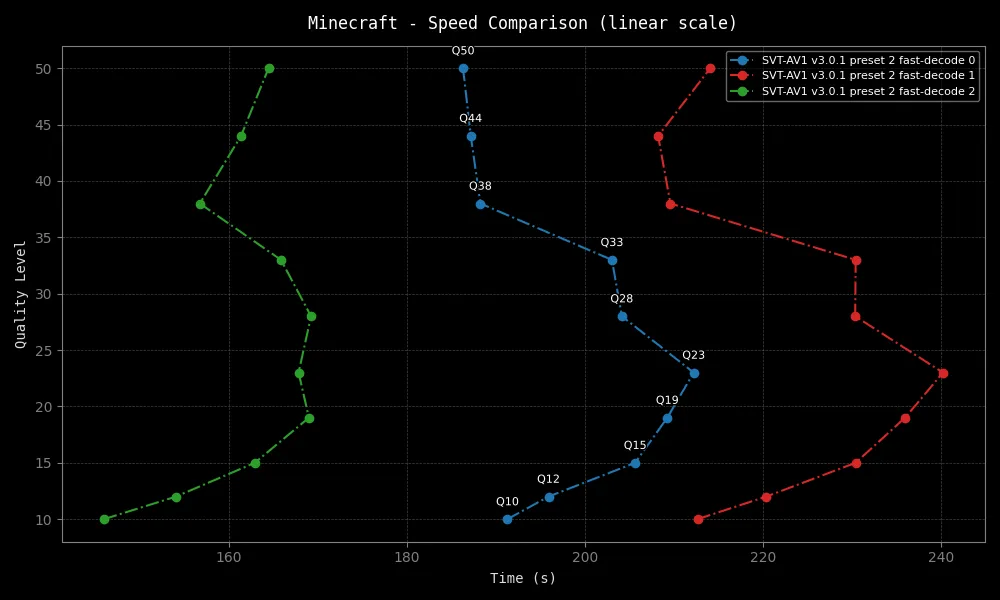 Minecraft - Speed Comparison (linear scale)
SVT-AV1 v3.0.1 preset 2 fast-decode 0
SVT-AV1 v3.0.1 preset 2 fast-decode 1
SVT-AV1 v3.0.1 preset 2 fast-decode 2
Quality Level
50
45
40
35
30
25
20
15
10
Q50
Q44
Q38
Q33
Q28
Q23
Q19
Q15
Q12
Q10
160 180 200 220 240
Time (s)